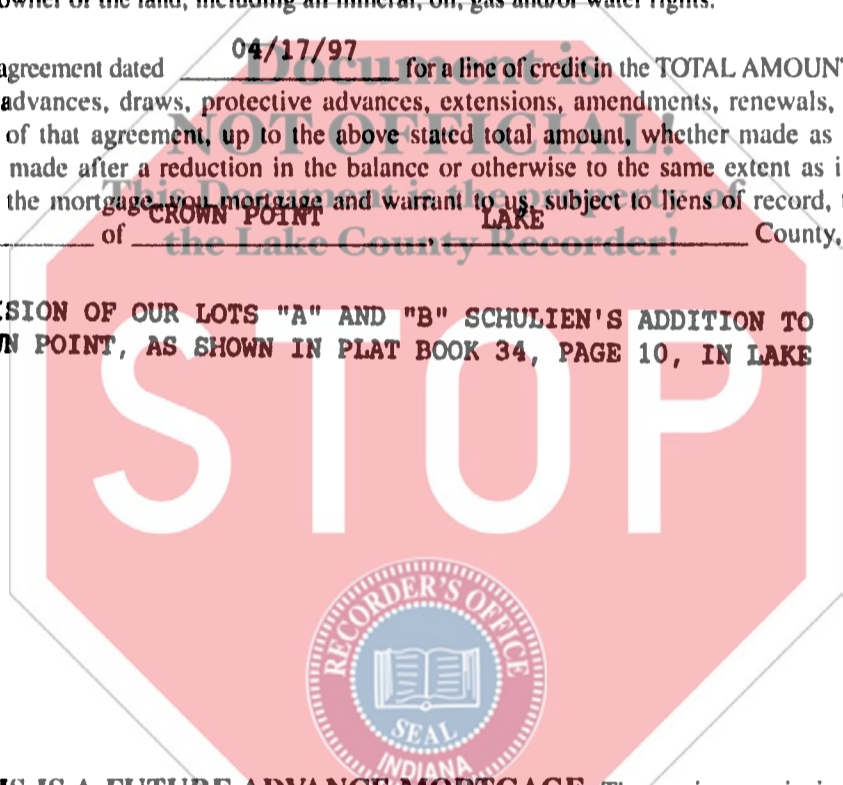 owner of the land, including all mineral, oil, gas and/or water rights.
04/17/97
agreement dated for a line of credit in the TOTAL AMOUNT
advances, draws, protective advances, extensions, amendments, renewals,
of that agreement, up to the above stated total amount, whether made as
made after a reduction in the balance or otherwise to the same extent as
the mortgage, you mortgage and warrant to us, subject to liens of record,
CROWN POINT LAKE
of , County,
Document is
NOT OFFICIAL!
This Document is the property of
the Lake County Recorder!
SION OF OUR LOTS "A" AND "B" SCHULIEN'S ADDITION TO
N POINT, AS SHOWN IN PLAT BOOK 34, PAGE 10, IN LAKE
STOP
RECORDER'S OFFICE
SEAL
INDIANA
IS IS A FUTURE ADVANCE MORTGAGE.